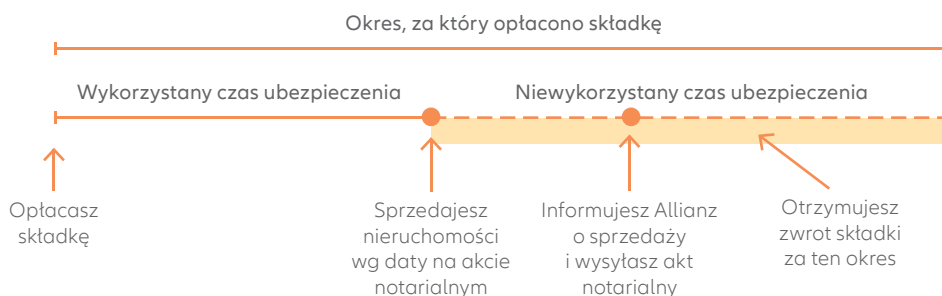 Okres, za który opłacono składkę
Wykorzystany czas ubezpieczenia
Niewykorzystany czas ubezpieczenia
Opłacasz
składkę
Sprzedajesz
nieruchomości
wg daty na akcie
notarialnym
Informujesz Allianz
o sprzedaży
i wysyłasz akt
notarialny
Otrzymujesz
zwrot składki
za ten okres